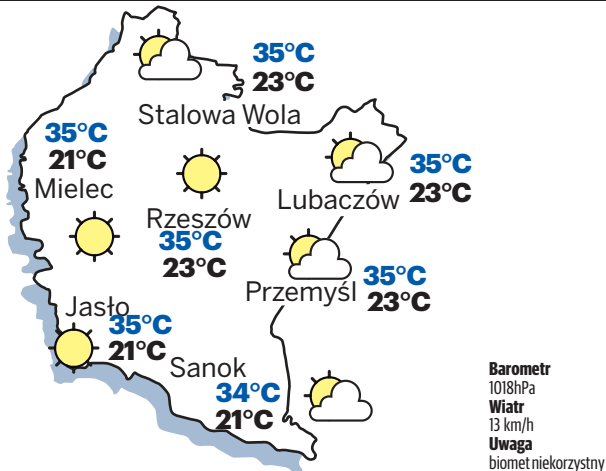 35°C
23°C
Stalowa Wola
35°C
21°C
Mielec
35°C
23°C
Lubaczów
Rzeszów
35°C
23°C
35°C
23°C
Przemyśl
Jasło
35°C
21°C
Sanok
34°C
21°C
Barometr
1018hPa
Wiatr
13 km/h
Uwaga
biomet niekorzystny